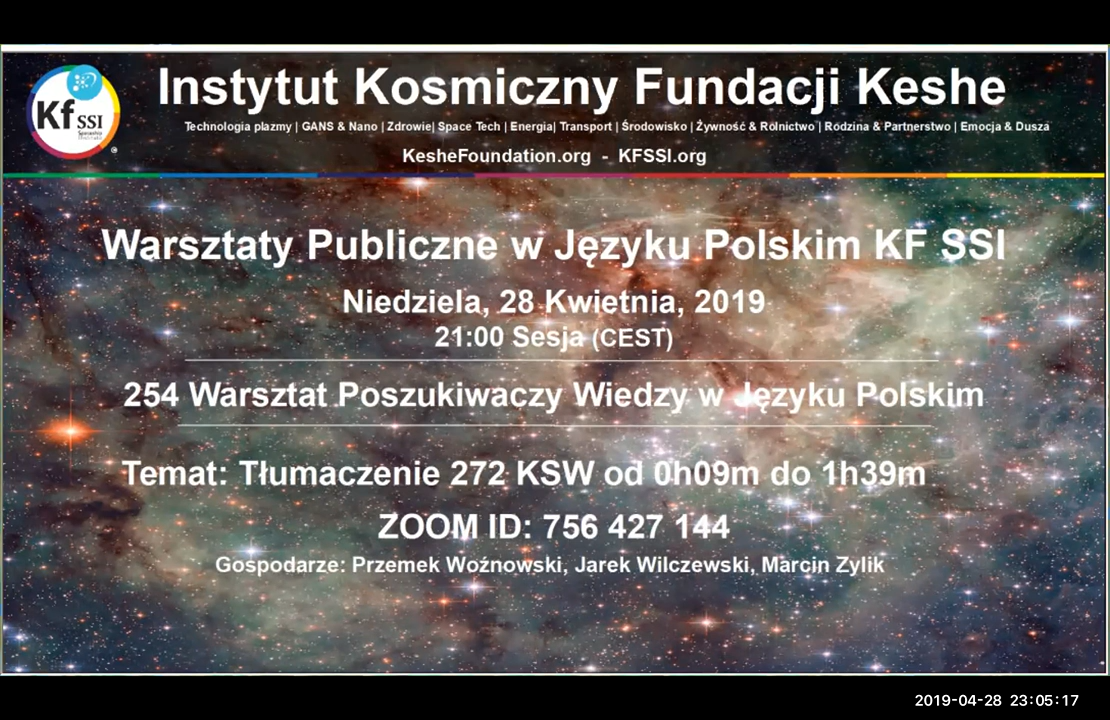 Kf SSI
Spaceship
Institute
®
Instytut Kosmiczny Fundacji Keshe
Technologia plazmy | GANS & Nano | Zdrowie| Space Tech | Energia| Transport | Środowisko | Żywność & Rolnictwo | Rodzina & Partnerstwo | Emocja & Dusza
KesheFoundation.org - KFSSI.org
Warsztaty Publiczne w Języku Polskim KF SSI
Niedziela, 28 Kwietnia, 2019
21:00 Sesja (CEST)
254 Warsztat Poszukiwaczy Wiedzy w Języku Polskim
Temat: Tłumaczenie 272 KSW od 0h09m do 1h39m
ZOOM ID: 756 427 144
Gospodarze: Przemek Woźnowski, Jarek Wilczewski, Marcin Zylik
2019-04-28 23:05:17